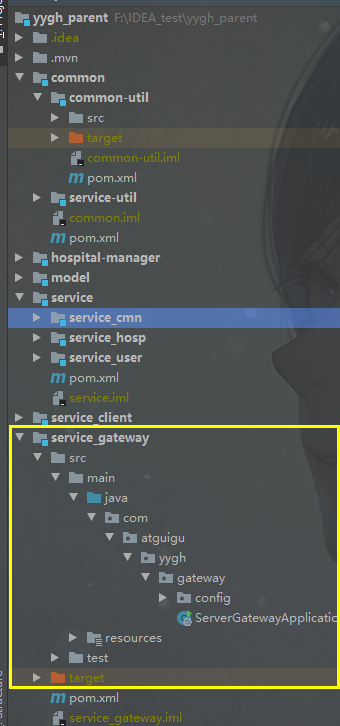 yygh_parent F:\IDEA_test\yygh_parent
.idea
.mvn
common
common-util
src
target
common-util.iml
pom.xml
service-util
common.iml
pom.xml
hospital-manager
model
service
service_cmn
service_hosp
service_user
pom.xml
service.iml
service_client
service_gateway
src
main
java
com
atguigu
yygh
gateway
config
ServerGatewayApplicatio
resources
test
target
pom.xml
service_gateway.iml